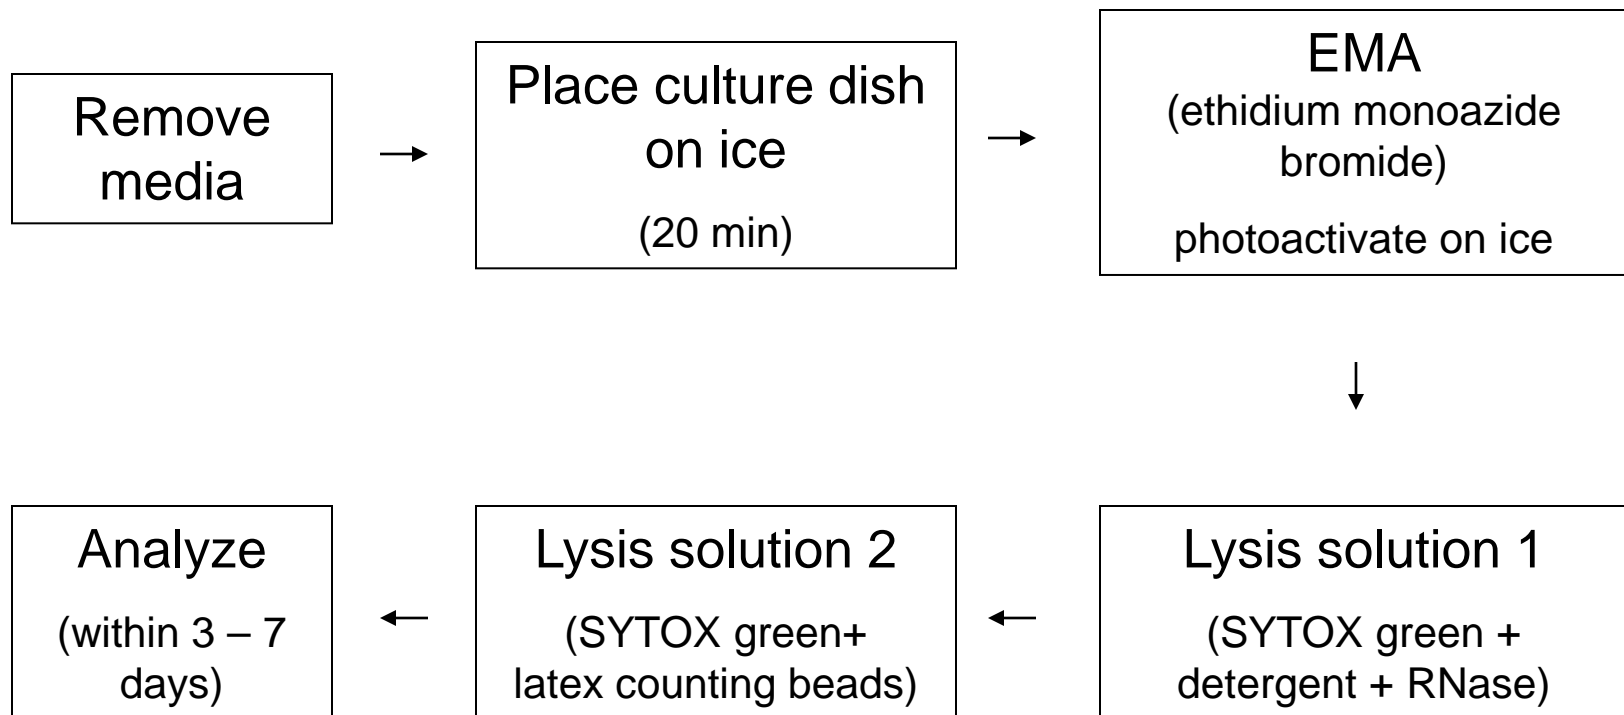 Remove
media
Place culture dish
on ice
(20 min)
EMA
(ethidium monoazide
bromide)
photoactivate on ice
Lysis solution 1
(SYTOX green +
detergent + RNase)
Lysis solution 2
(SYTOX green+
latex counting beads)
Analyze
(within 3 – 7
days)